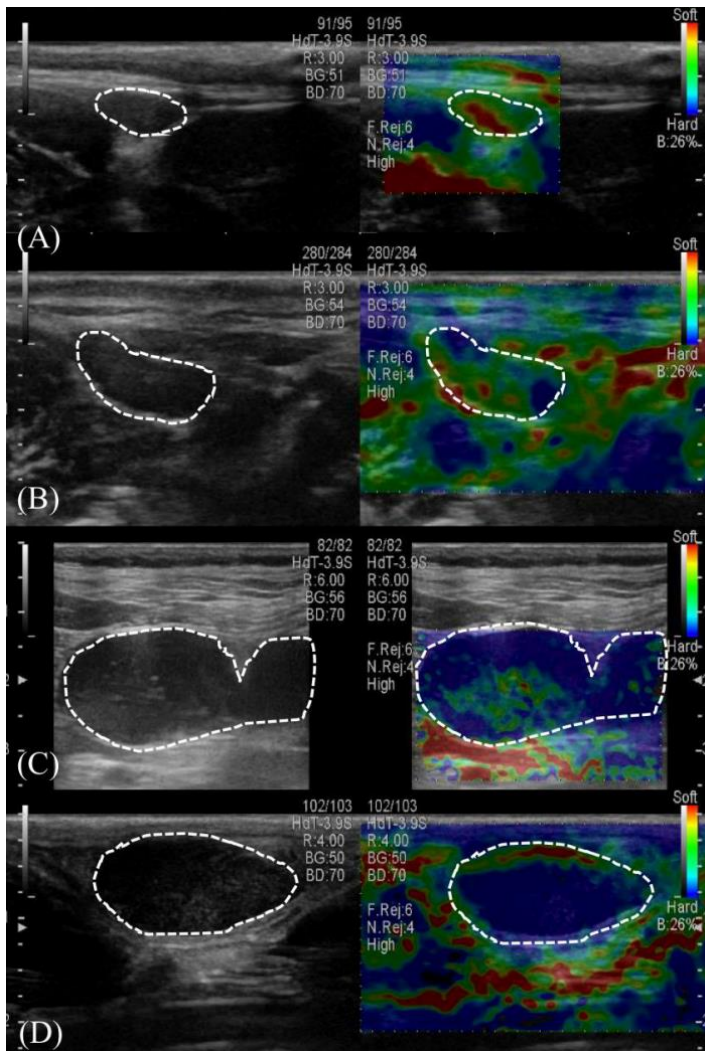 91/95
HdT-3.9S
R:3.00
BG:51
BD:70
91/95
HdT-3.9S
R:3.00
BG:51
BD:70
F.Rej:6
N.Rej:4
High
Soft
Hard
B:26%
(A)
280/284
HdT-3.9S
R:3.00
BG:54
BD:70
280/284
HdT-3.9S
R:3.00
BG:54
BD:70
F.Rej:6
N.Rej:4
High
Soft
Hard
B:26%
(B)
82/82
HdT-3.9S
R:6.00
BG:56
BD:70
82/82
HdT-3.9S
R:6.00
BG:56
BD:70
F.Rej:6
N.Rej:4
High
Soft
Hard
B:26%
2
3
(C)
102/103
HdT-3.9S
R:4.00
BG:50
BD:70
102/103
HdT-3.9S
R:4.00
BG:50
BD:70
F.Rej:6
N.Rej:4
High
Soft
Hard
B:26%
(D)